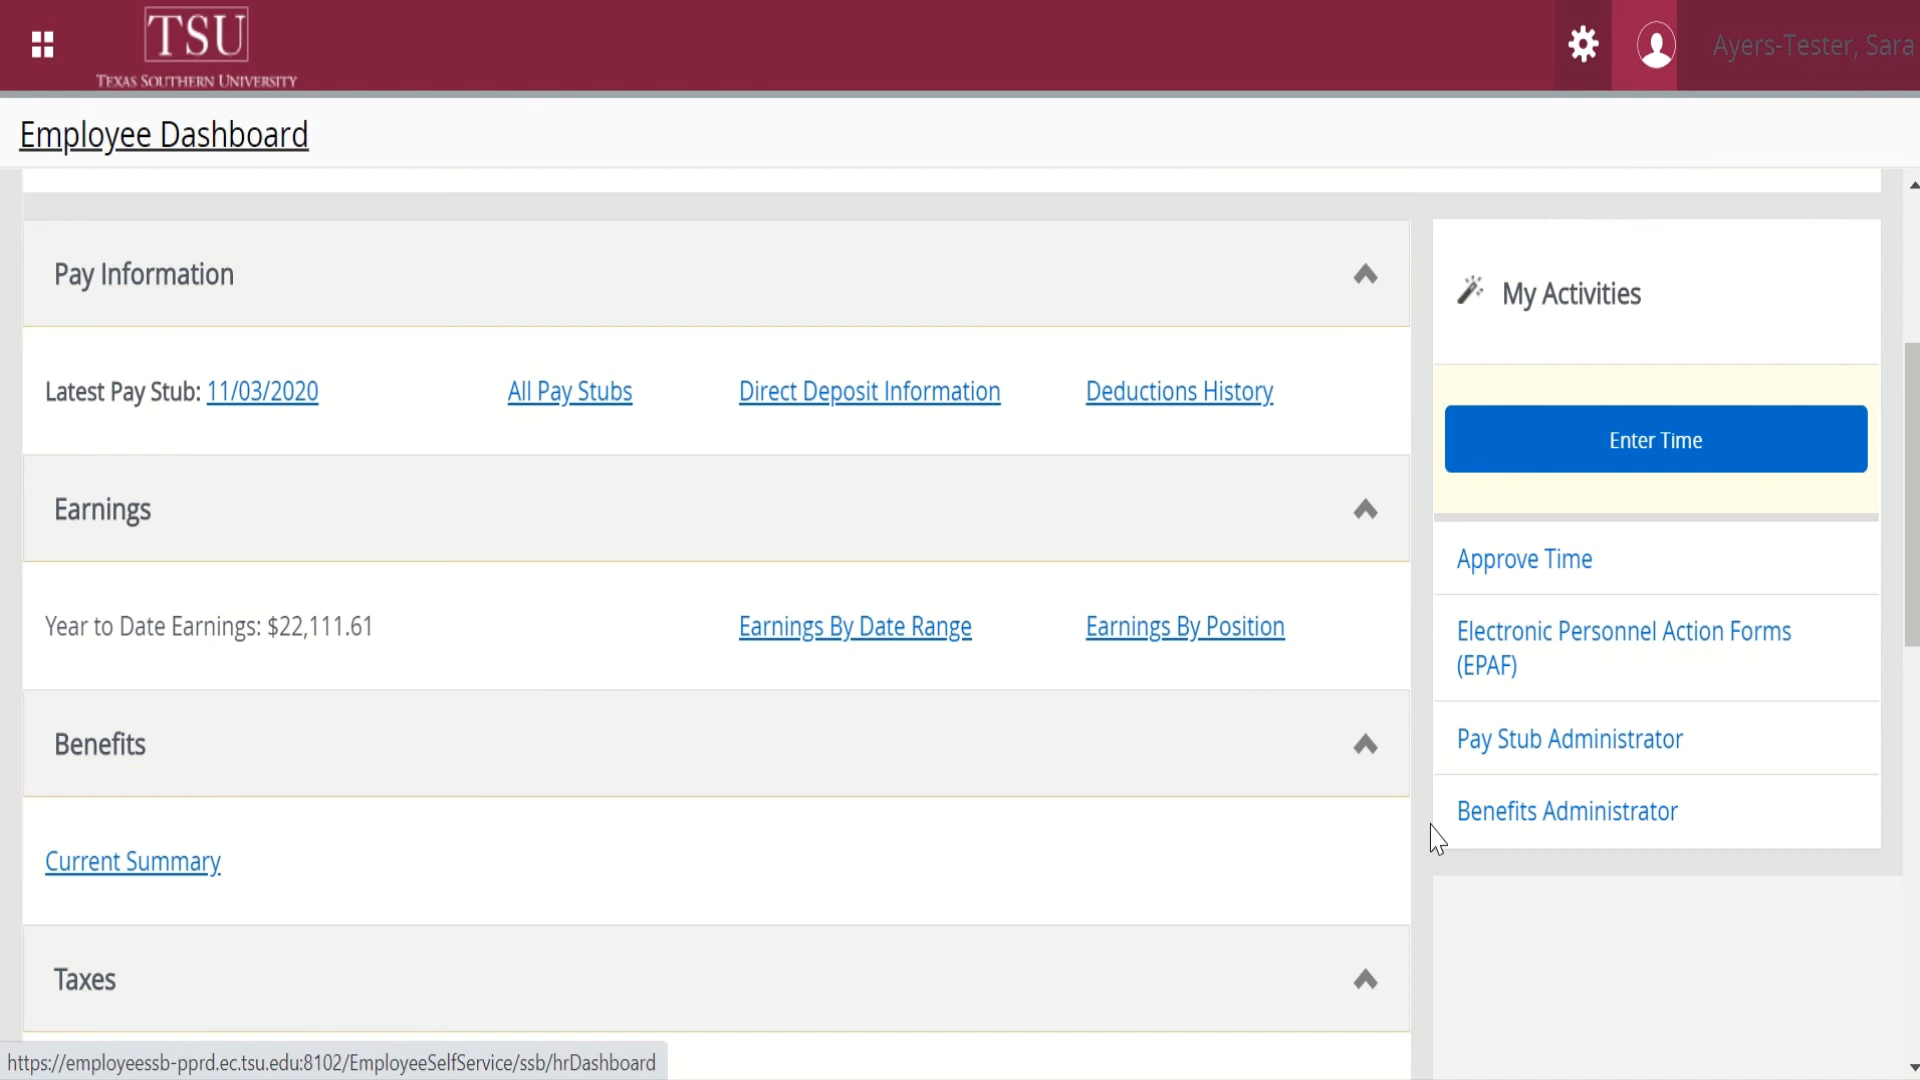 TSU
TEXAS SOUTHERN UNIVERSITY
Ayers-Tester, Sara
Employee Dashboard
Pay Information
Latest Pay Stub: 11/03/2020
All Pay Stubs
Direct Deposit Information
Deductions History
Earnings
Year to Date Earnings: $22,111.61
Earnings By Date Range
Earnings By Position
Benefits
Current Summary
Taxes
My Activities
Enter Time
Approve Time
Electronic Personnel Action Forms
(EPAF)
Pay Stub Administrator
Benefits Administrator
https://employeessb-pprd.ec.tsu.edu:8102/EmployeeSelfService/ssb/hrDashboard